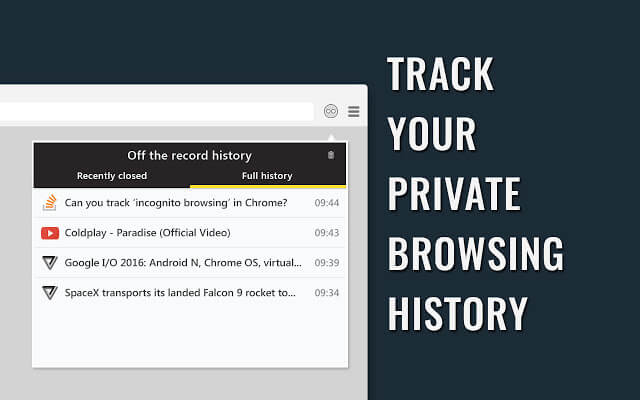 Off the record history
Recently closed
Full history
Can you track 'incognito browsing' in Chrome? 09:44
Coldplay - Paradise (Official Video) 09:43
Google I/O 2016: Android N, Chrome OS, virtual... 09:39
SpaceX transports its landed Falcon 9 rocket to... 09:34
TRACK
YOUR
PRIVATE
BROWSING
HISTORY